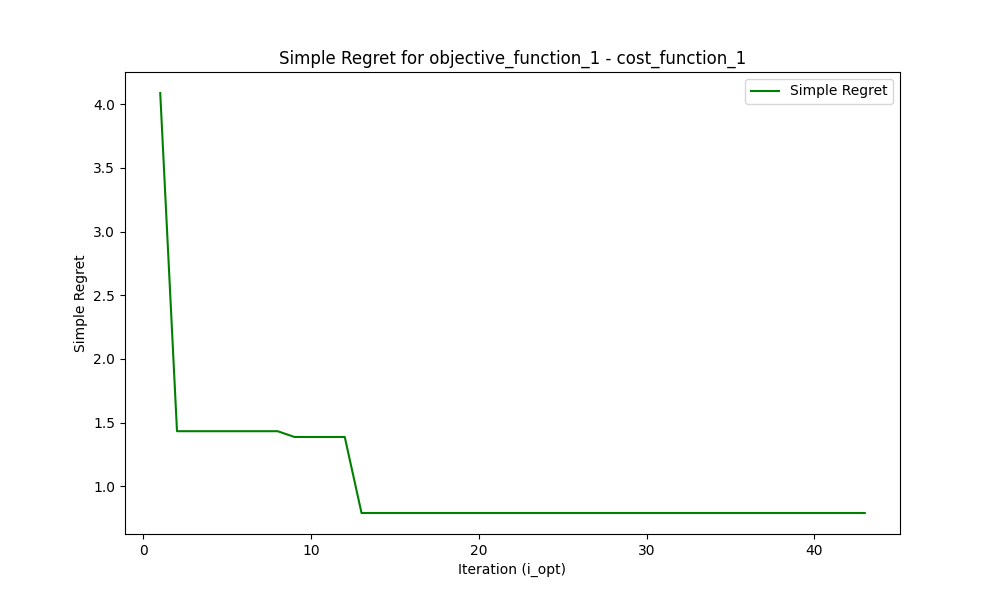 Simple Regret for objective_function_1 - cost_function_1
Simple Regret
4.0
3.5
3.0
2.5
2.0
1.5
1.0
Simple Regret
0 10 20 30 40
Iteration (i_opt)